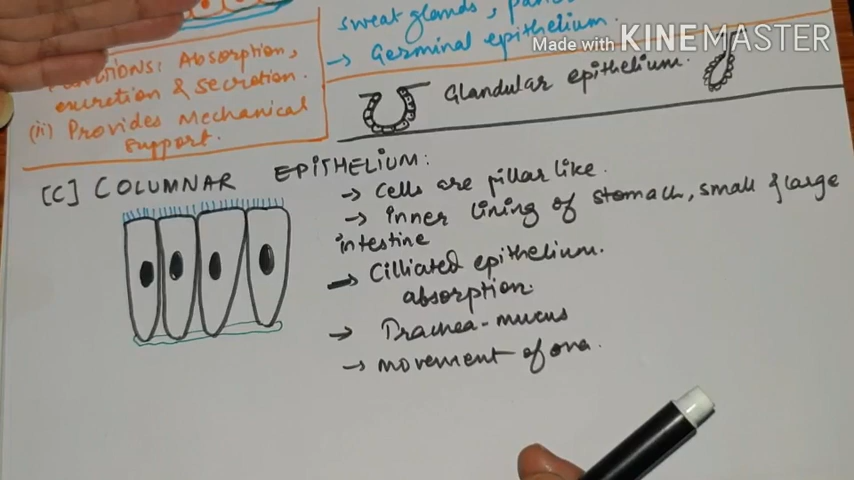 sweat glands,
→ Germinal epithelium.
Made with KINEMASTER
Functions: Absorption,
excretion & secretion.
(ii) Provides Mechanical
support.
Glandular epithelium.
[C] COLUMNAR EPITHELIUM:
→ Cells are pillar like.
→ inner lining of stomach, small & large
intestine
→ Cilliated epithelium.
absorption.
→ Trachea-mucus
→ movement of ova.